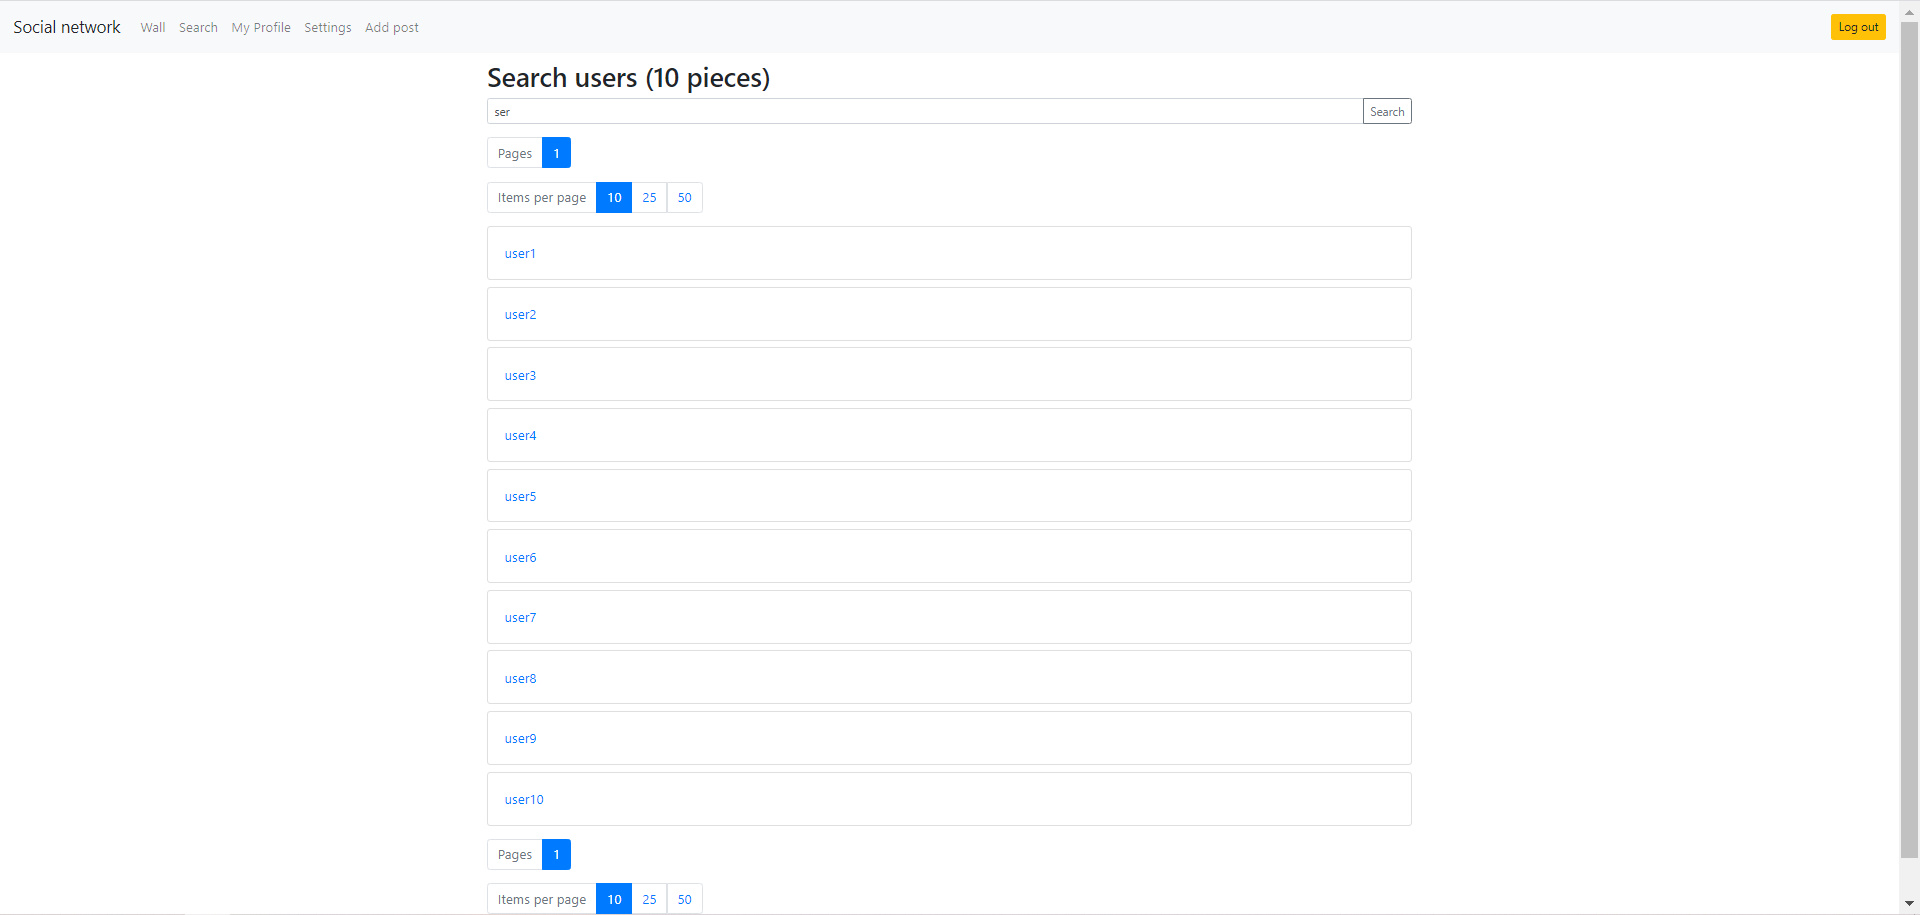 Social network Wall Search My Profile Settings Add post Log out
Search users (10 pieces)
ser Search
Pages 1
Items per page 10 25 50
user1
user2
user3
user4
user5
user6
user7
user8
user9
user10
Pages 1
Items per page 10 25 50